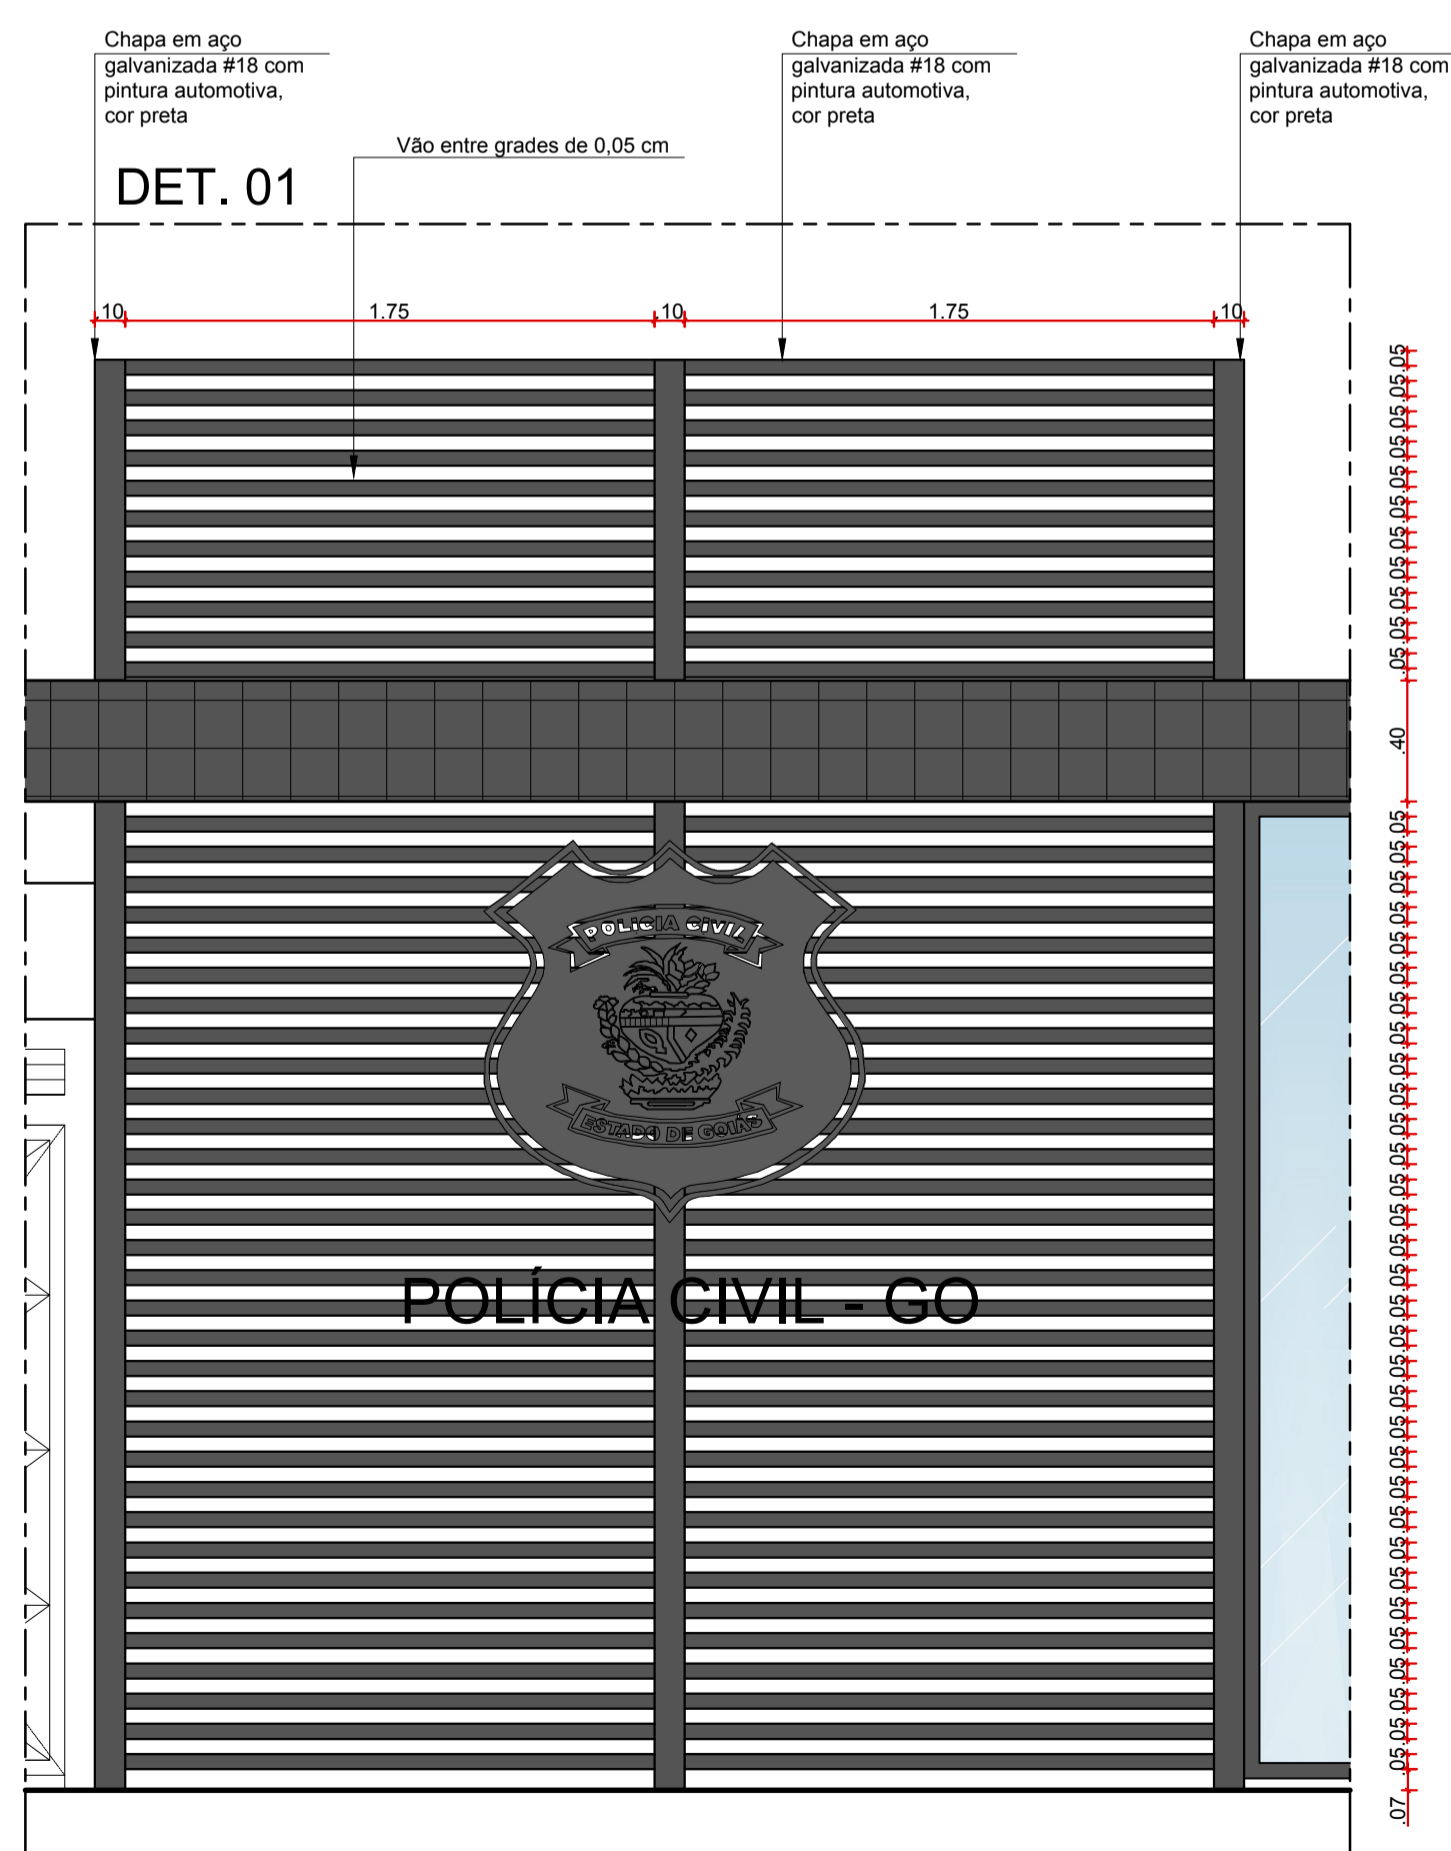 Chapa em aço
galvanizada #18 com
pintura automotiva,
cor preta
Chapa em aço
galvanizada #18 com
pintura automotiva,
cor preta
Chapa em aço
galvanizada #18 com
pintura automotiva,
cor preta
Vão entre grades de 0,05 cm
DET. 01
.10 1.75 .10 1.75 .10
.05
.40
.05
POLICIA CIVIL
ESTADO DE GOIÁS
POLÍCIA CIVIL - GO
.07